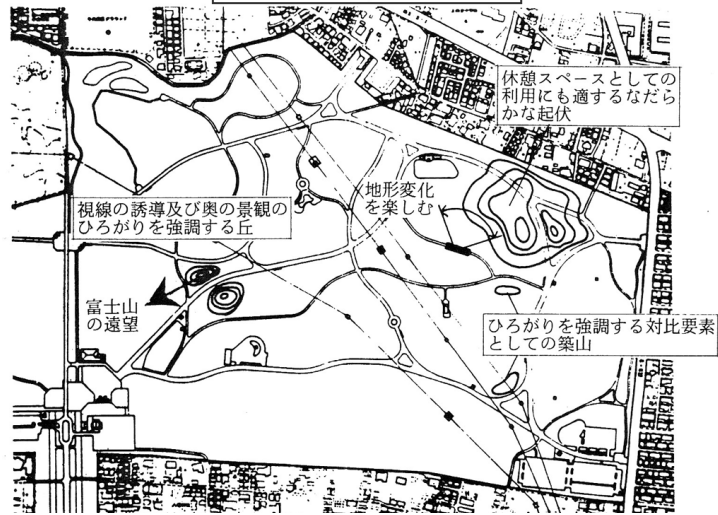 休憩スペースとしての
利用にも適するなだら
かな起伏
地形変化
を楽しむ
視線の誘導及び奥の景観の
ひろがりを強調する丘
富士山
の遠望
ひろがりを強調する対比要素
としての築山